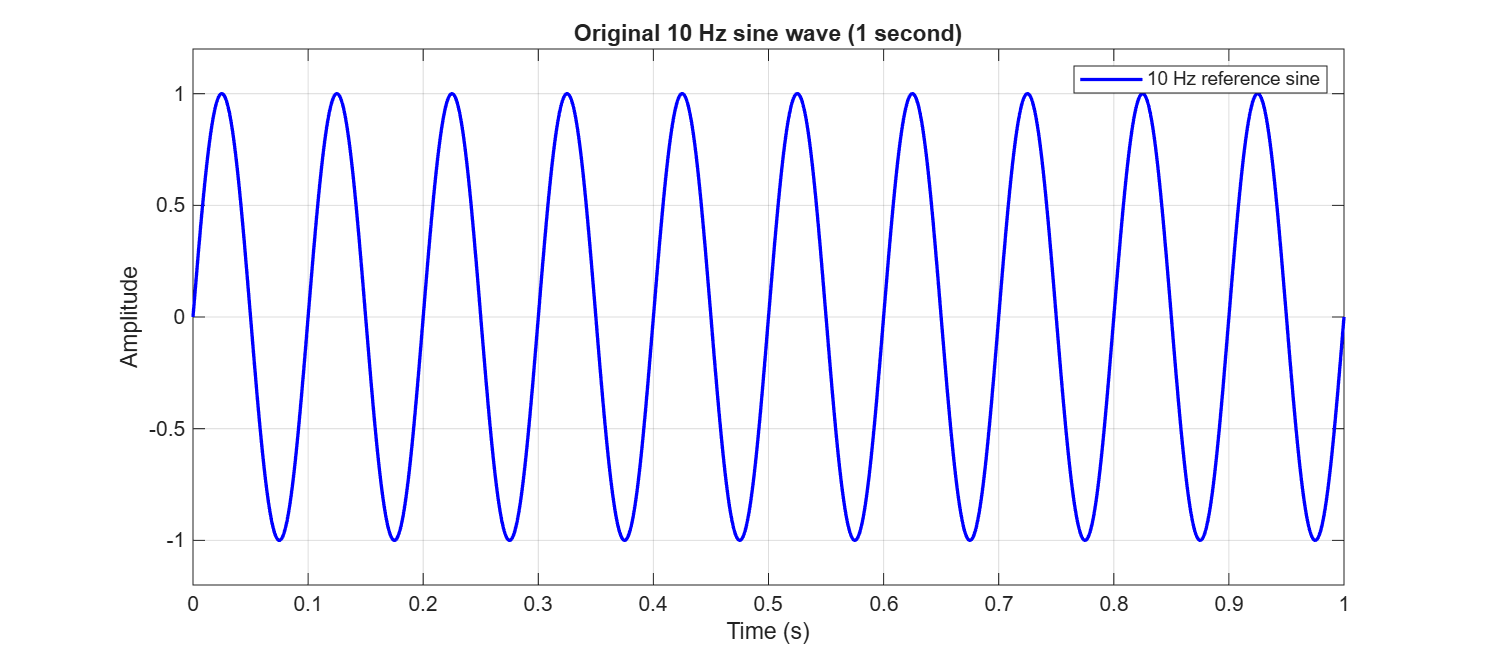 Original 10 Hz sine wave (1 second)
10 Hz reference sine
1
0.5
0
-0.5
-1
Amplitude
0 0.1 0.2 0.3 0.4 0.5 0.6 0.7 0.8 0.9 1
Time (s)